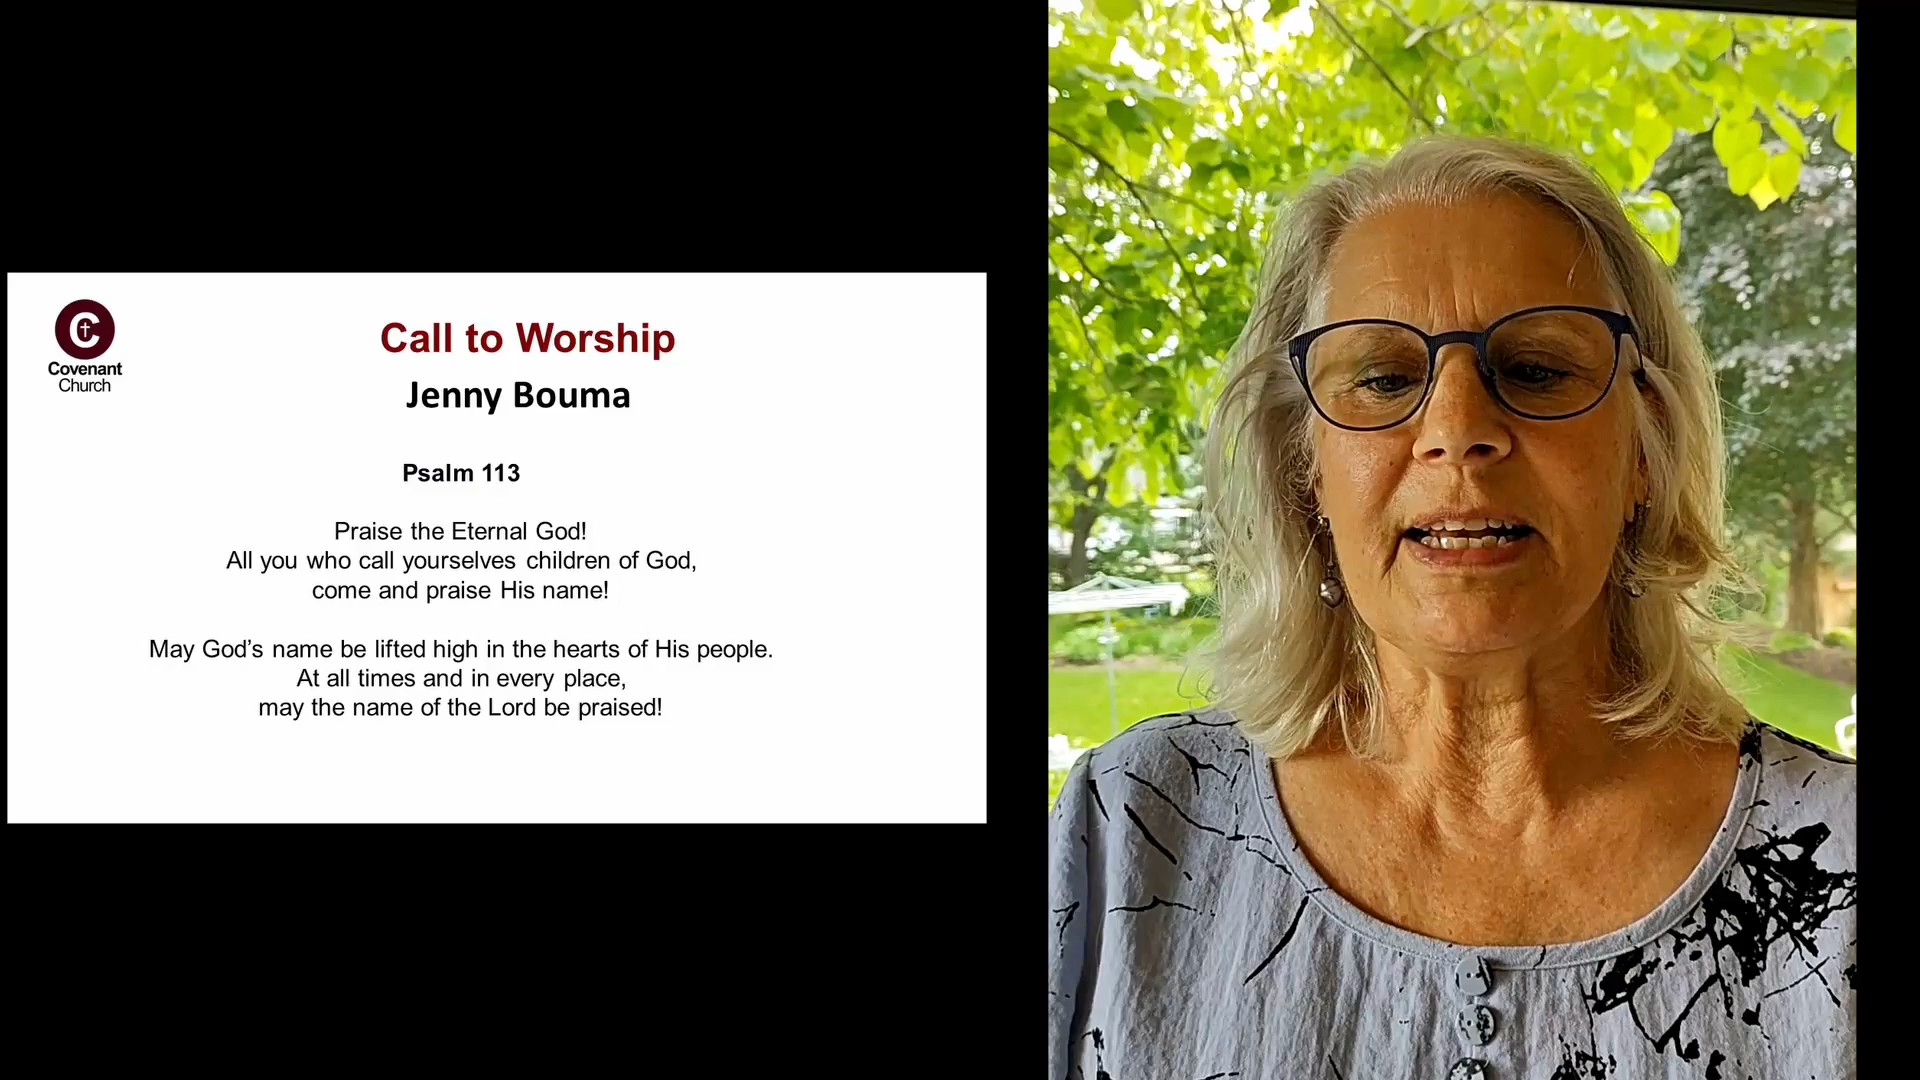 Covenant
Church
Call to Worship
Jenny Bouma
Psalm 113
Praise the Eternal God!
All you who call yourselves children of God,
come and praise His name!
May God’s name be lifted high in the hearts of His people.
At all times and in every place,
may the name of the Lord be praised!